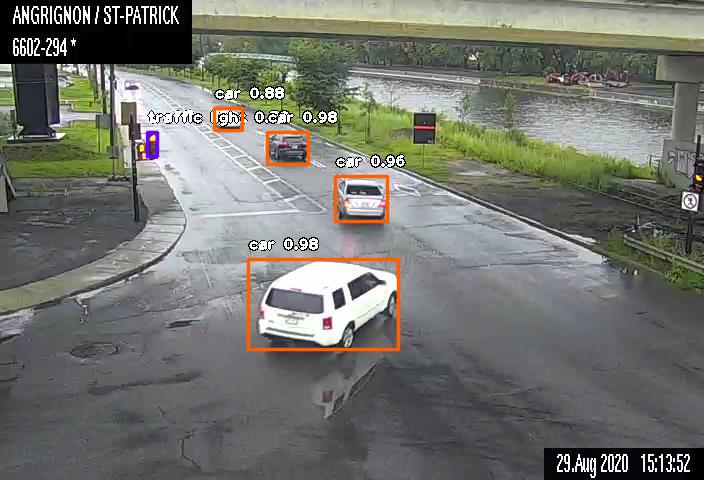 ANGRIGNON / ST-PATRICK
6602-294 *
car 0.88
traffic light
car 0.98
car 0.96
car 0.98
29.Aug 2020 15:13:52